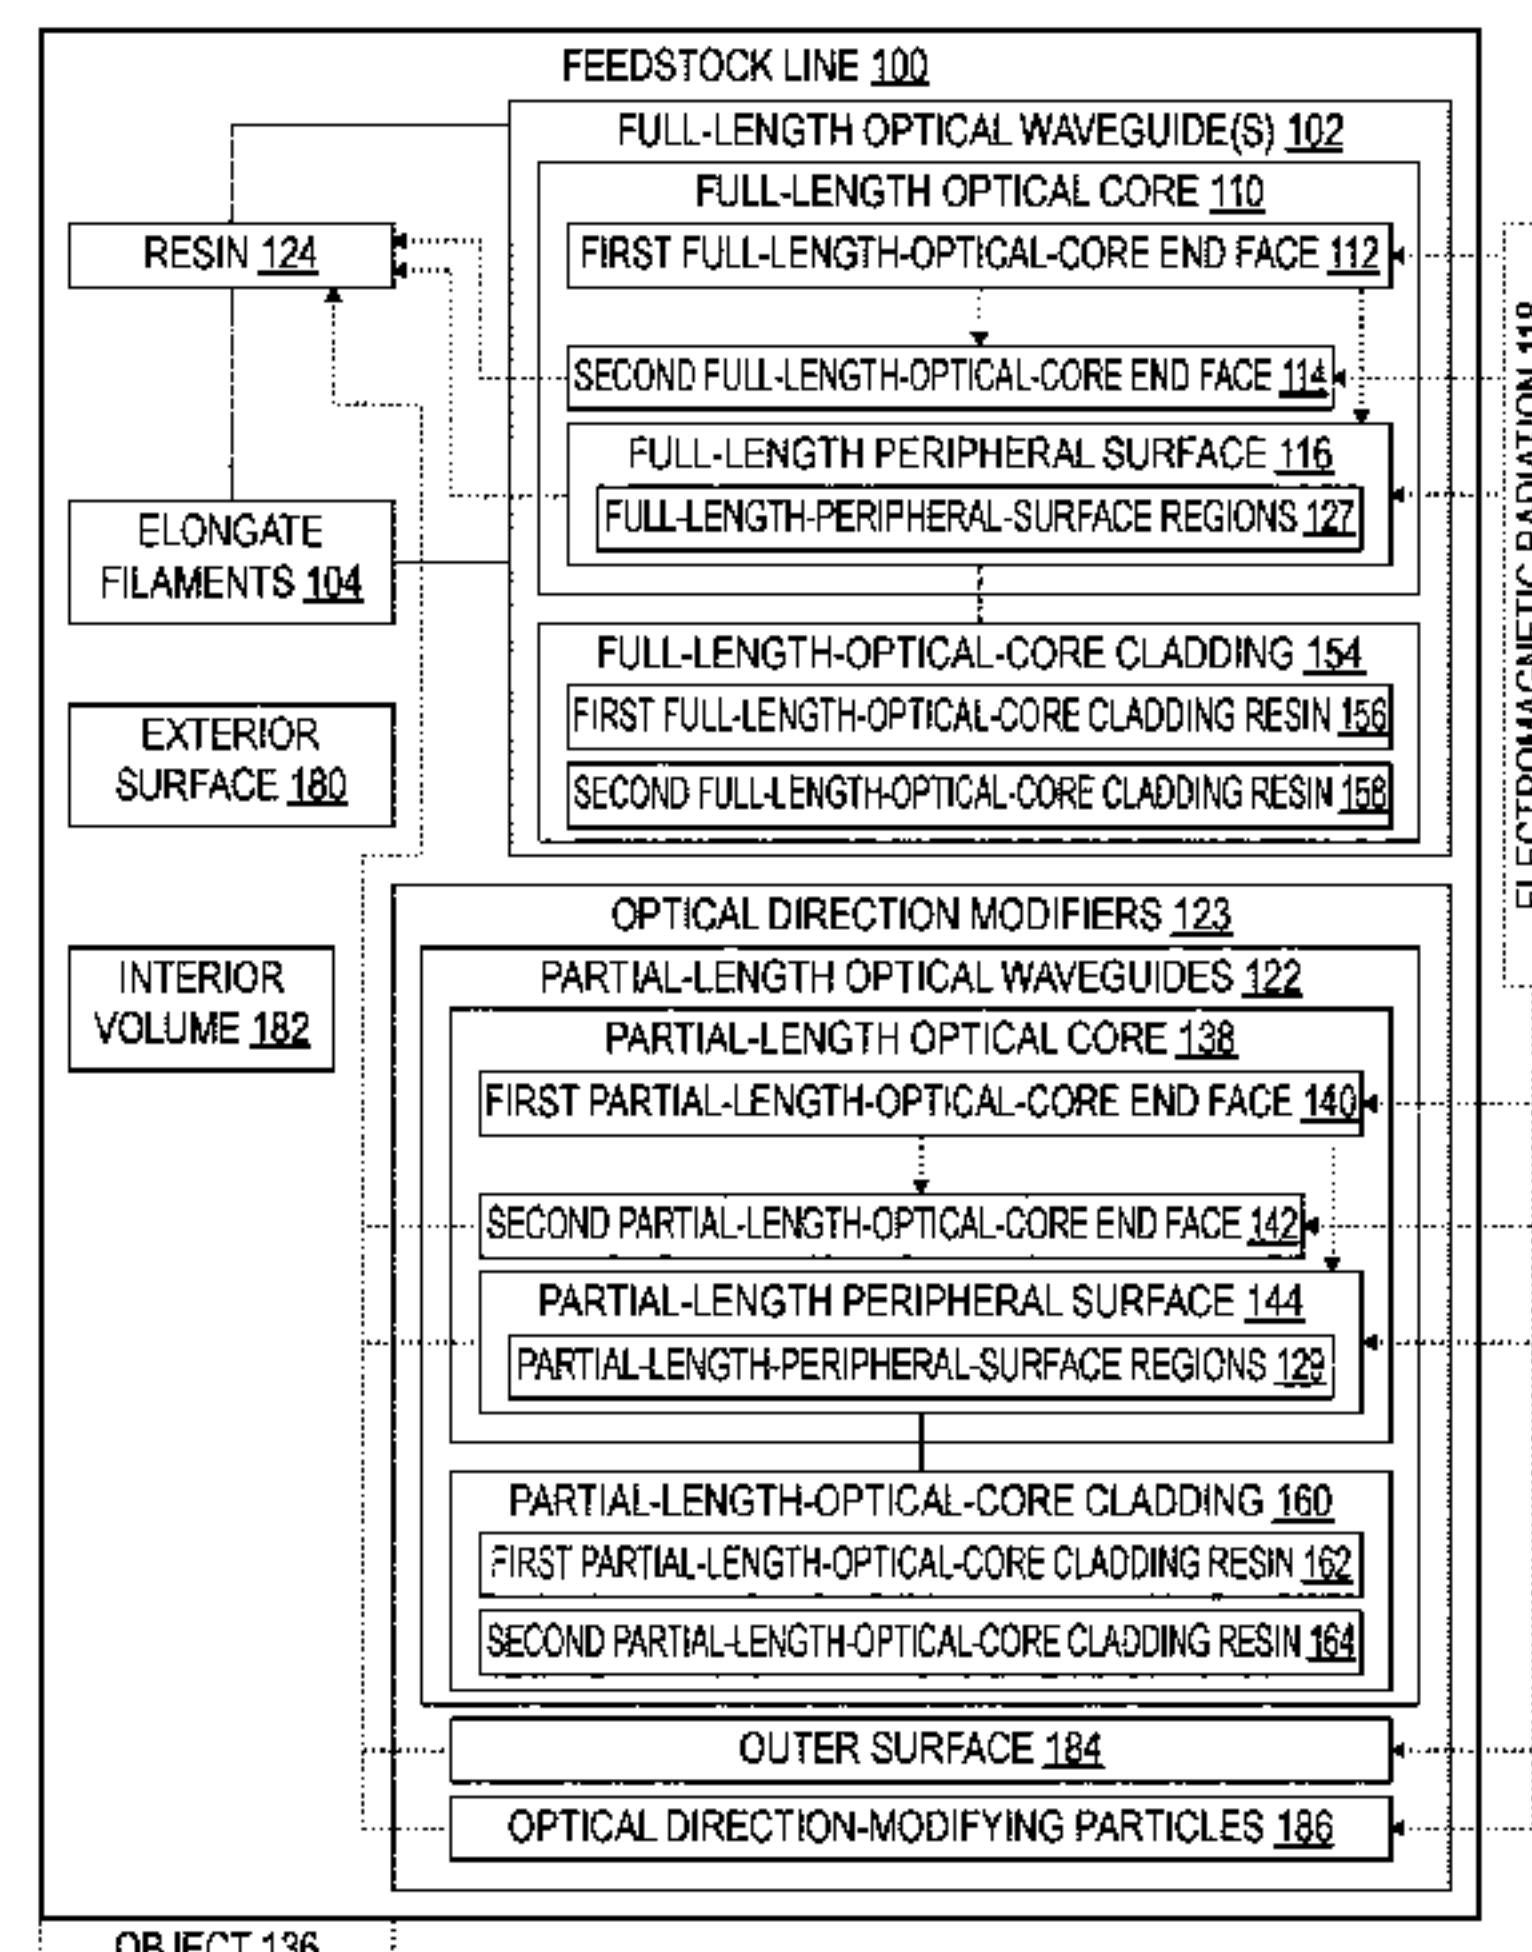 FEEDSTOCK LINE 100
FULL-LENGTH OPTICAL WAVEGUIDE(S) 102
FULL-LENGTH OPTICAL CORE 110
RESIN 124
FIRST FULL-LENGTH-OPTICAL-CORE END FACE 112
SECOND FULL-LENGTH-OPTICAL-CORE END FACE 114
FULL-LENGTH PERIPHERAL SURFACE 116
FULL-LENGTH-PERIPHERAL-SURFACE REGIONS 127
ELONGATE
FILAMENTS 104
ELECTROMAGNETIC RADIATION 118
FULL-LENGTH-OPTICAL-CORE CLADDING 154
FIRST FULL-LENGTH-OPTICAL-CORE CLADDING RESIN 156
SECOND FULL-LENGTH-OPTICAL-CORE CLADDING RESIN 158
EXTERIOR
SURFACE 180
OPTICAL DIRECTION MODIFIERS 123
PARTIAL-LENGTH OPTICAL WAVEGUIDES 122
INTERIOR
VOLUME 182
PARTIAL-LENGTH OPTICAL CORE 138
FIRST PARTIAL-LENGTH-OPTICAL-CORE END FACE 140
SECOND PARTIAL-LENGTH-OPTICAL-CORE END FACE 142
PARTIAL-LENGTH PERIPHERAL SURFACE 144
PARTIAL-LENGTH-PERIPHERAL-SURFACE REGIONS 129
PARTIAL-LENGTH-OPTICAL-CORE CLADDING 160
FIRST PARTIAL-LENGTH-OPTICAL-CORE CLADDING RESIN 162
SECOND PARTIAL-LENGTH-OPTICAL-CORE CLADDING RESIN 164
OUTER SURFACE 184
OPTICAL DIRECTION-MODIFYING PARTICLES 186
OBJECT 136